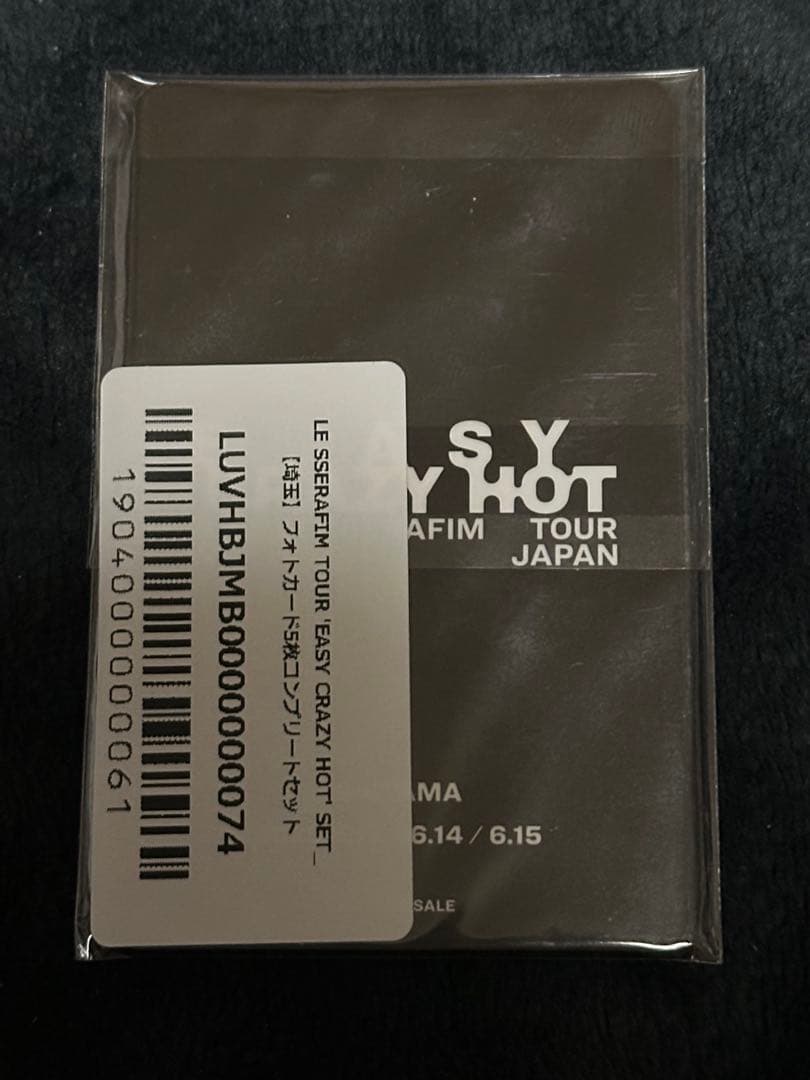 LE SSERAFIM TOUR 'EASY CRAZY HOT' SET_
【埼玉】フォトカード5枚コンプリートセット
LUVHBJMB0000000074
1904000000061
A S Y
Y HOT
AFIM TOUR
JAPAN
AMA
6.14 / 6.15
SALE